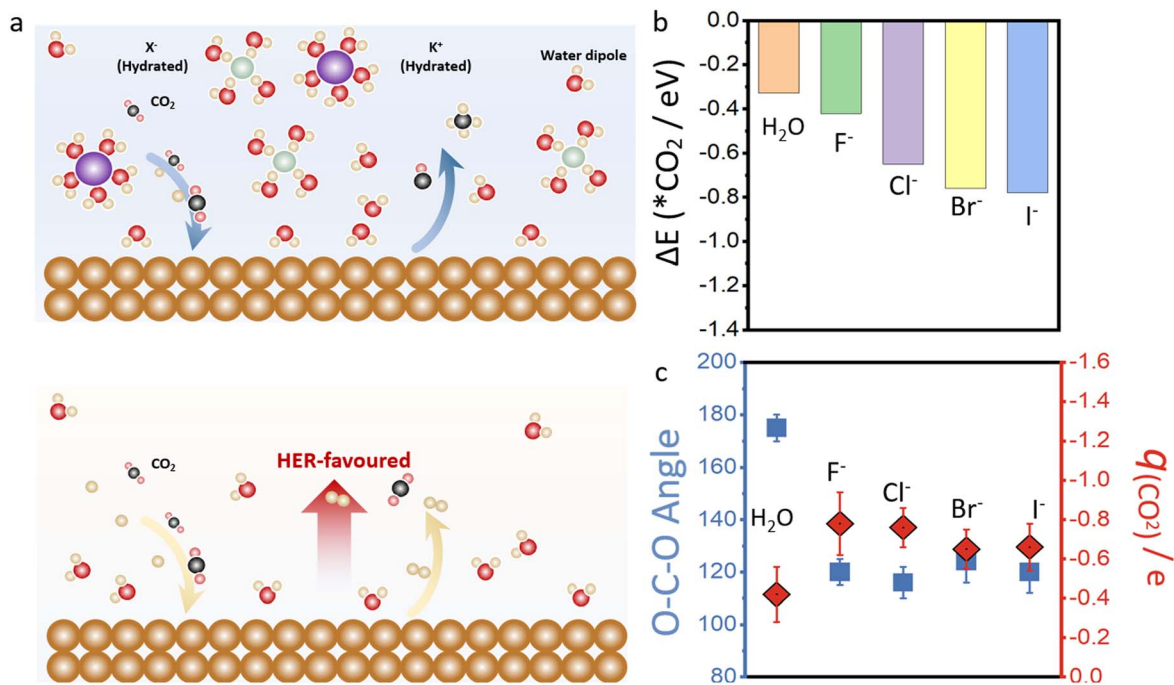 a
X⁻
(Hydrated)
K⁺
(Hydrated)
Water dipole
CO₂
CO₂
HER-favoured
b
ΔE (*CO₂ / eV)
0.0
-0.2
-0.4
-0.6
-0.8
-1.0
-1.2
-1.4
H₂O
F⁻
Cl⁻
Br⁻
I⁻
c
O-C-O Angle
200
180
160
140
120
100
80
H₂O
F⁻
Cl⁻
Br⁻
I⁻
-1.6
-1.4
-1.2
-1.0
-0.8
-0.6
-0.4
-0.2
0.0
q(CO²) / e